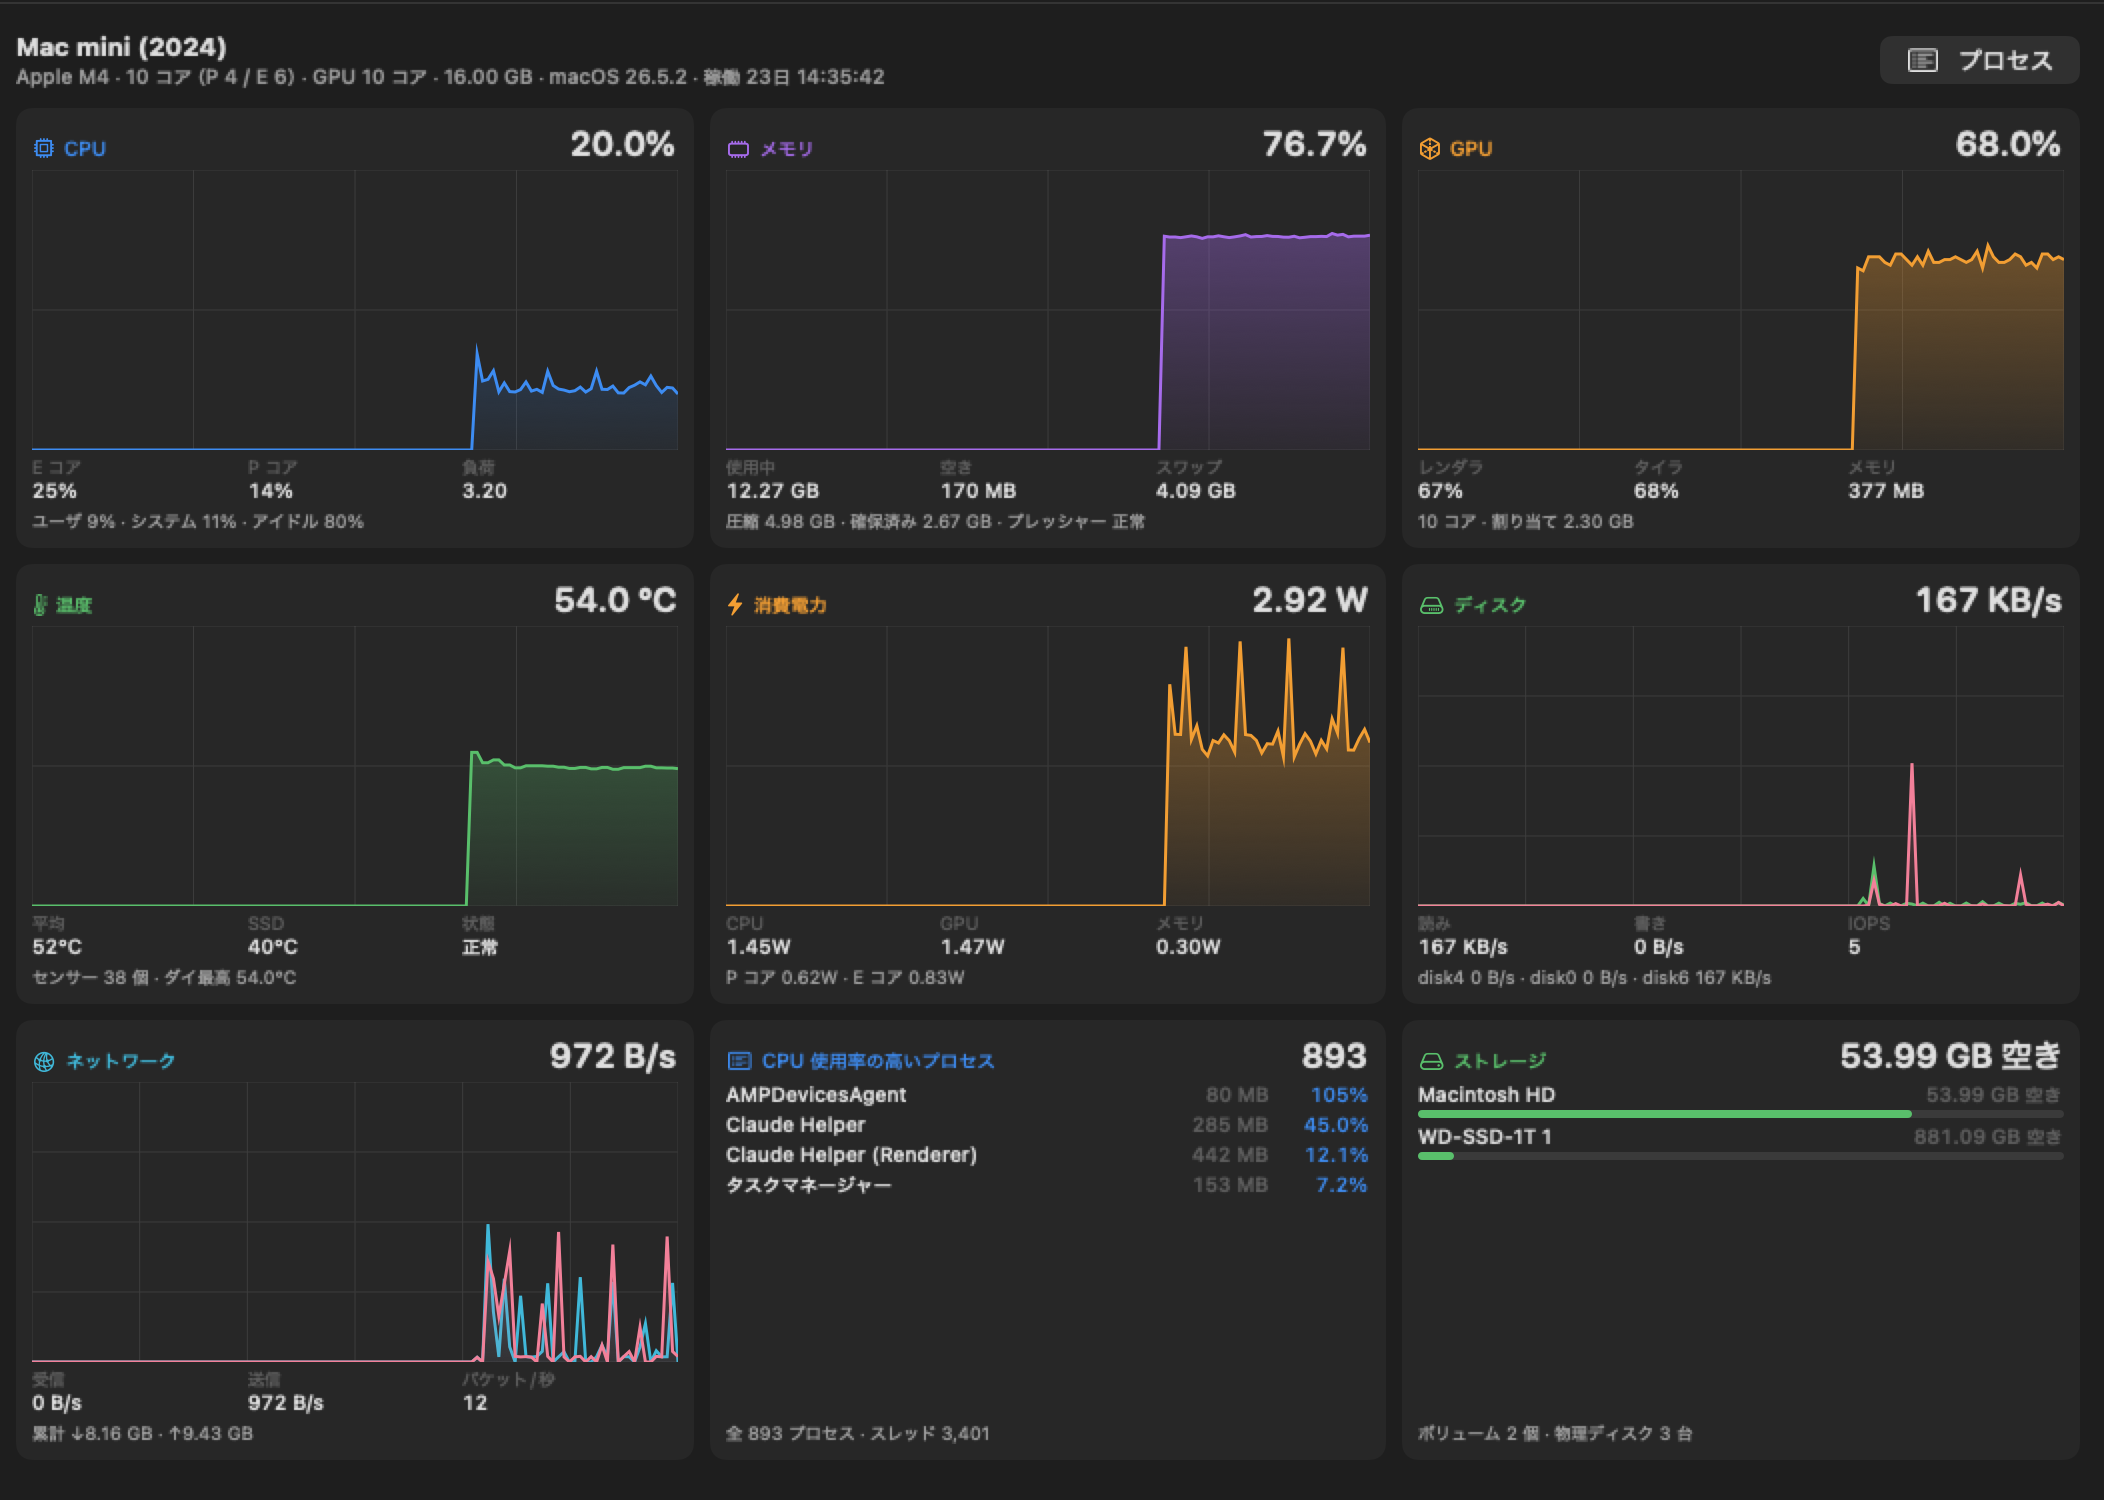 Mac mini (2024)
Apple M4 · 10 コア (P 4 / E 6) · GPU 10 コア · 16.00 GB · macOS 26.5.2 · 稼働 23日 14:35:42
プロセス
CPU 20.0%
E コア P コア 負荷
25% 14% 3.20
ユーザ 9% · システム 11% · アイドル 80%
メモリ 76.7%
使用中 空き スワップ
12.27 GB 170 MB 4.09 GB
圧縮 4.98 GB · 確保済み 2.67 GB · プレッシャー 正常
GPU 68.0%
レンダラ タイラ メモリ
67% 68% 377 MB
10 コア · 割り当て 2.30 GB
温度 54.0 °C
平均 SSD 状態
52°C 40°C 正常
センサー 38 個 · ダイ最高 54.0°C
消費電力 2.92 W
CPU GPU メモリ
1.45W 1.47W 0.30W
P コア 0.62W · E コア 0.83W
ディスク 167 KB/s
読み 書き IOPS
167 KB/s 0 B/s 5
disk4 0 B/s · disk0 0 B/s · disk6 167 KB/s
ネットワーク 972 B/s
受信 送信 パケット/秒
0 B/s 972 B/s 12
累計 ↓8.16 GB · ↑9.43 GB
CPU 使用率の高いプロセス 893
AMPDevicesAgent 80 MB 105%
Claude Helper 285 MB 45.0%
Claude Helper (Renderer) 442 MB 12.1%
タスクマネージャー 153 MB 7.2%
全 893 プロセス · スレッド 3,401
ストレージ 53.99 GB 空き
Macintosh HD 53.99 GB 空き
WD-SSD-1T 1 881.09 GB 空き
ボリューム 2 個 · 物理ディスク 3 台